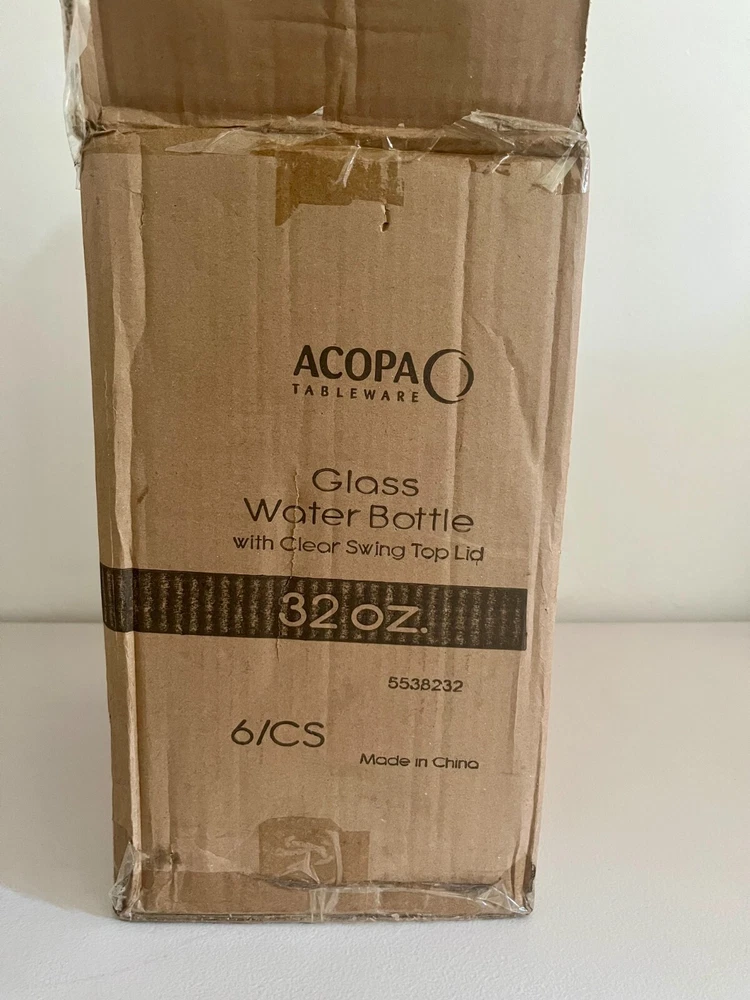 ACOPA
TABLEWARE
Glass
Water Bottle
with Clear Swing Top Lid
32 oz.
5538232
6/CS
Made in China